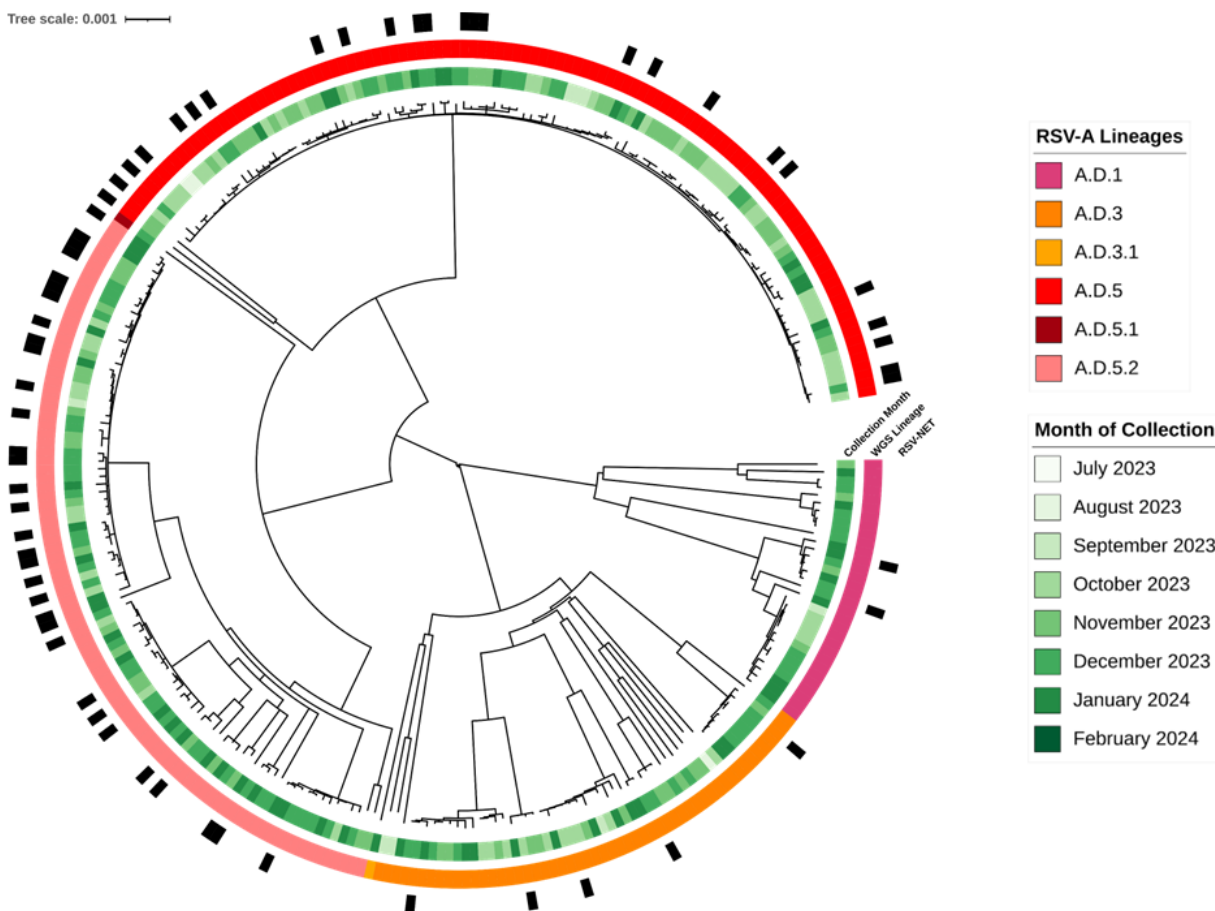 Tree scale: 0.001
Collection Month
WGS Lineage
RSV-NET
RSV-A Lineages
A.D.1
A.D.3
A.D.3.1
A.D.5
A.D.5.1
A.D.5.2
Month of Collection
July 2023
August 2023
September 2023
October 2023
November 2023
December 2023
January 2024
February 2024